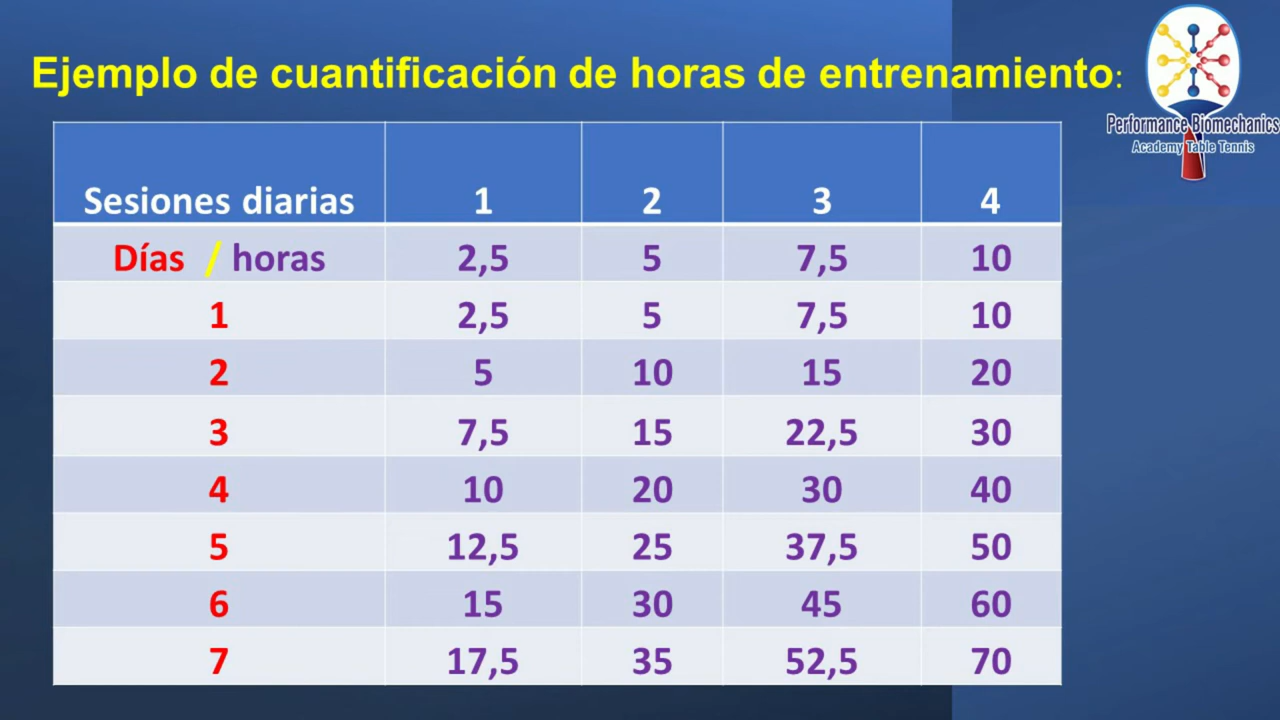 Ejemplo de cuantificación de horas de entrenamiento:
Performance Biomechanics
Academy Table Tennis
Sesiones diarias 1 2 3 4
Días / horas 2,5 5 7,5 10
1 2,5 5 7,5 10
2 5 10 15 20
3 7,5 15 22,5 30
4 10 20 30 40
5 12,5 25 37,5 50
6 15 30 45 60
7 17,5 35 52,5 70